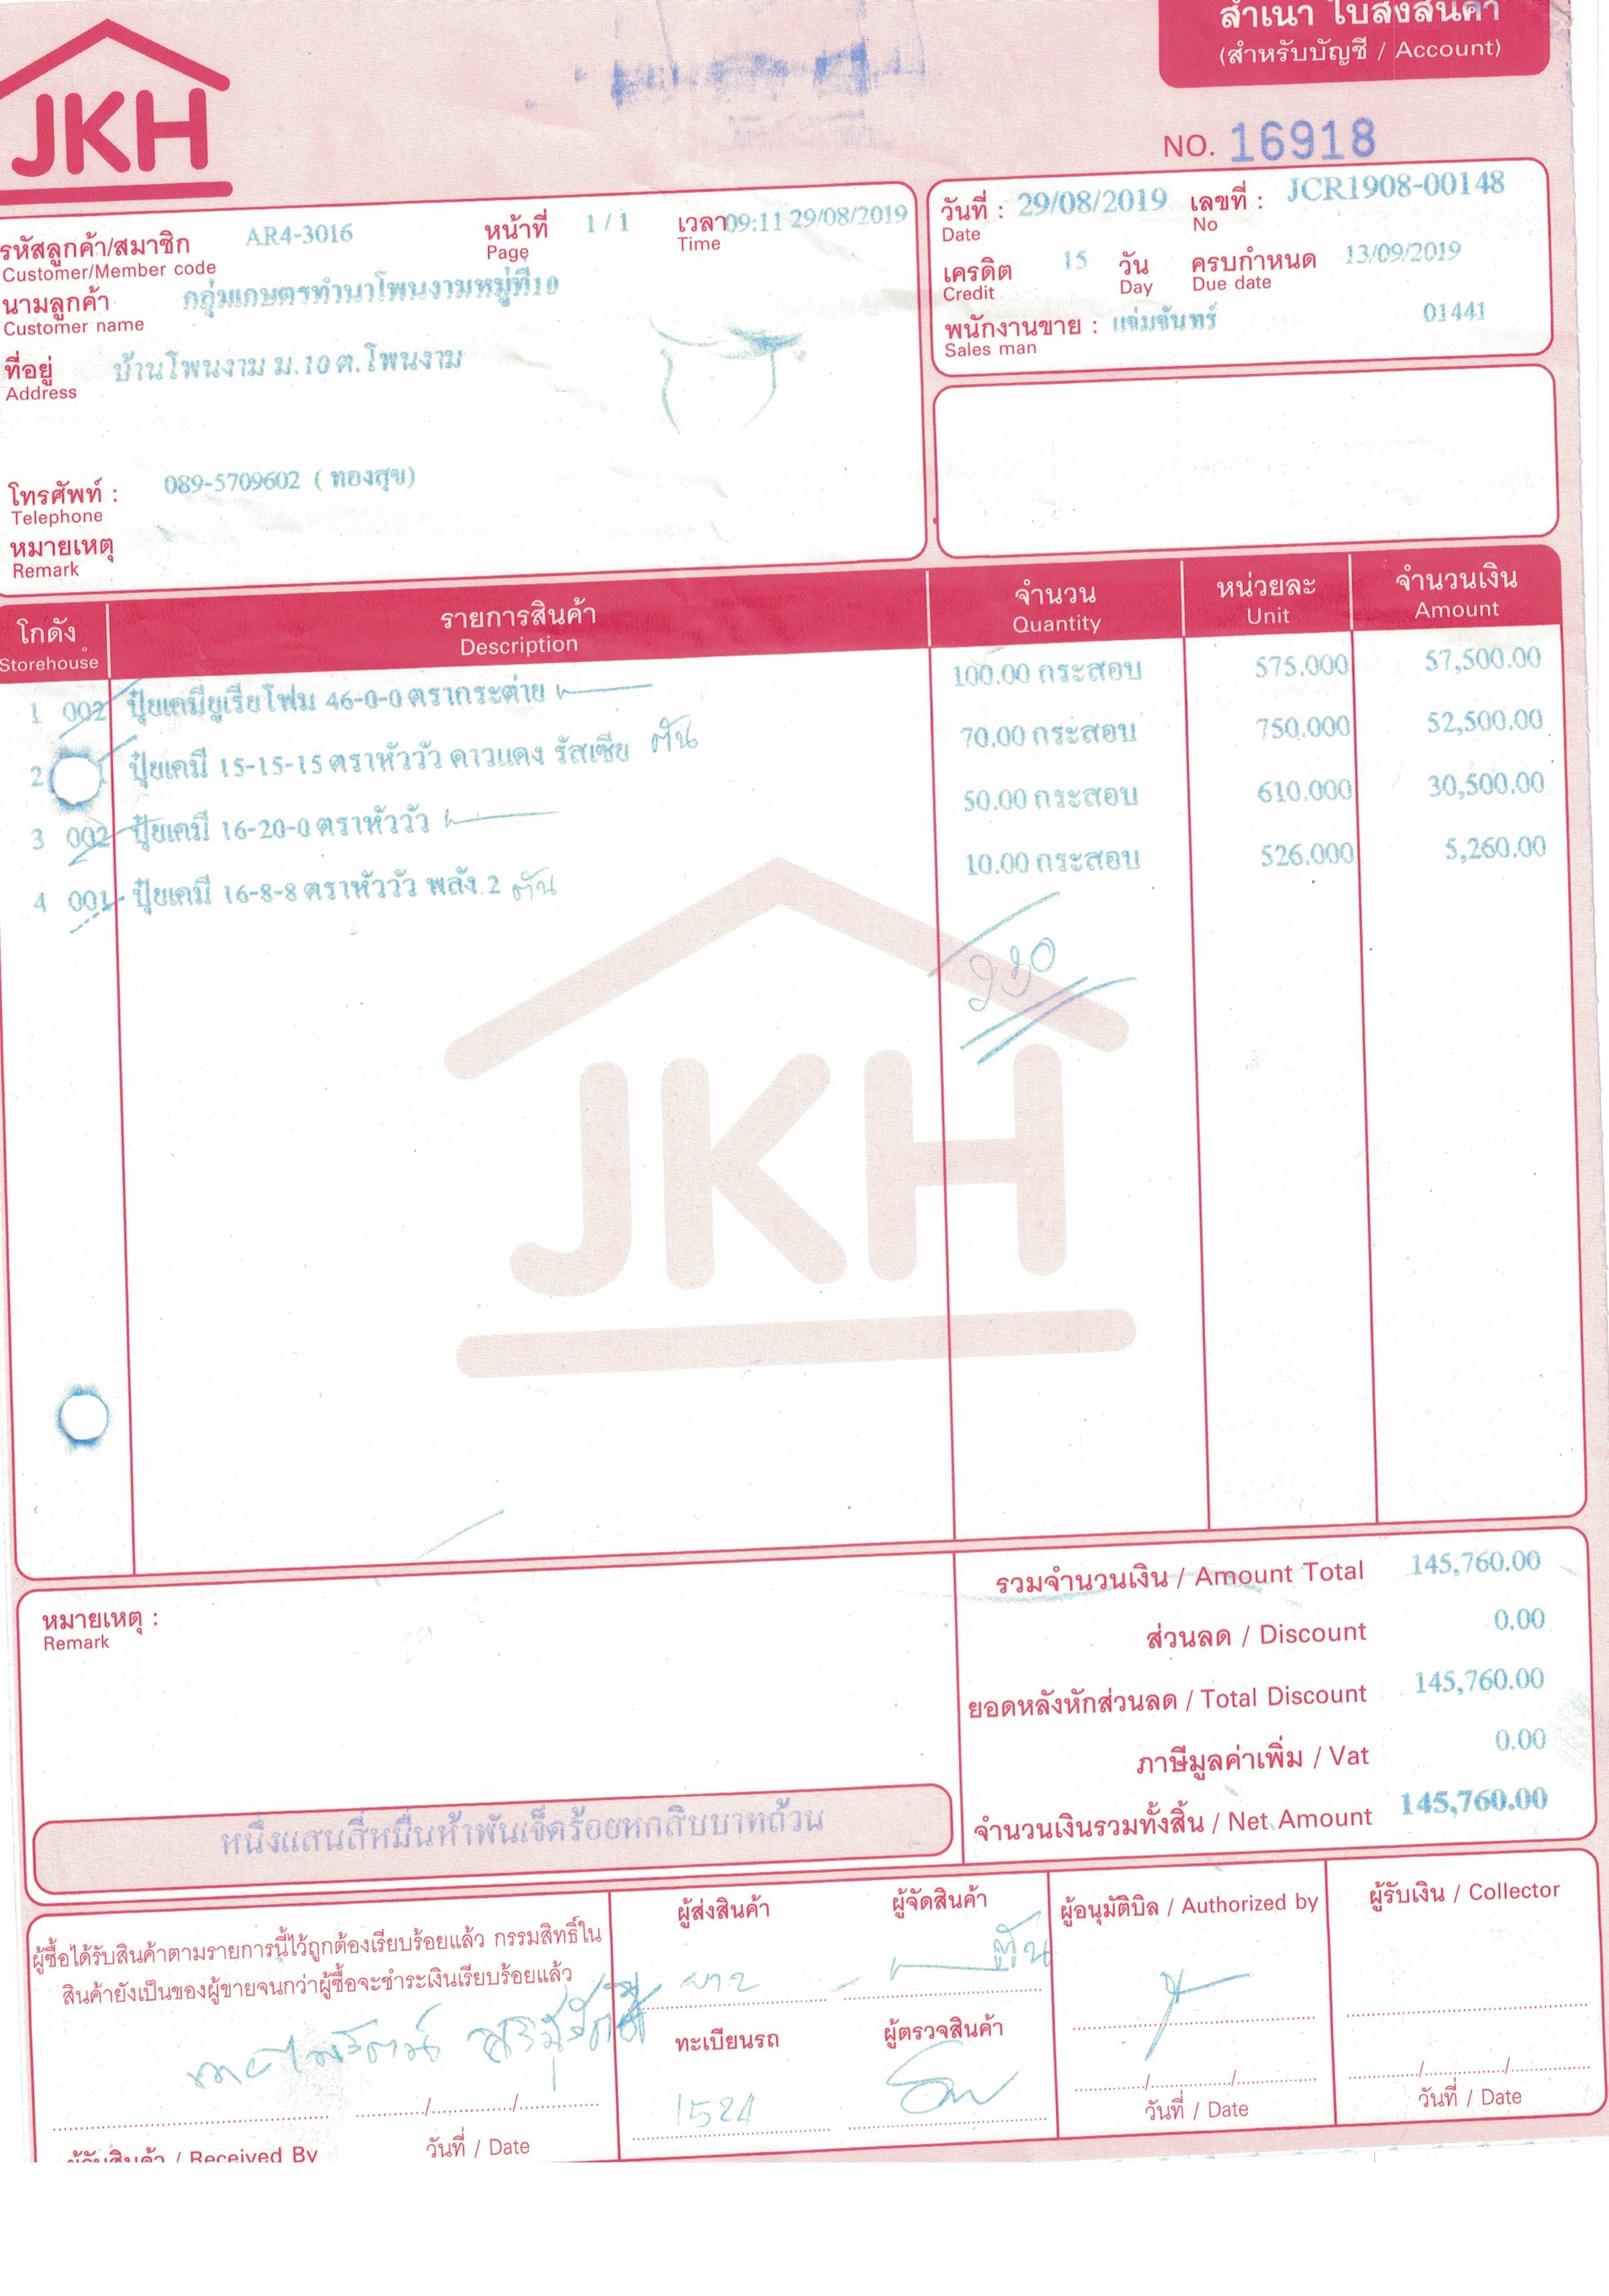 สำเนา ใบส่งสินค้า
(สำหรับบัญชี / Account)
JKH
NO. 16918
รหัสลูกค้า/สมาชิก AR4-3016 หน้าที่ 1 / 1 เวลา 09:11 29/08/2019
Customer/Member code Page Time
นามลูกค้า กลุ่มเกษตรทำนาโพนงามหมู่ที่10
Customer name
ที่อยู่ บ้านโพนงาม ม.10 ต.โพนงาม
Address
โทรศัพท์ : 089-5709602 ( ทองสุข)
Telephone
หมายเหตุ
Remark
วันที่ : 29/08/2019 เลขที่ : JCR1908-00148
Date No
เครดิต 15 วัน ครบกำหนด 13/09/2019
Credit Day Due date
พนักงานขาย : แจ่มจันทร์ 01441
Sales man
โกดัง รายการสินค้า จำนวน หน่วยละ จำนวนเงิน
Storehouse Description Quantity Unit Amount
1 002 ปุ๋ยเคมียูเรียโฟม 46-0-0 ตรากระต่าย 100.00 กระสอบ 575.000 57,500.00
2 ปุ๋ยเคมี 15-15-15 ตราหัววัว ดาวแดง รัสเซีย ตัน 70.00 กระสอบ 750.000 52,500.00
3 002 ปุ๋ยเคมี 16-20-0 ตราหัววัว 50.00 กระสอบ 610.000 30,500.00
4 001 ปุ๋ยเคมี 16-8-8 ตราหัววัว พลัง 2 ตัน 10.00 กระสอบ 526.000 5,260.00
230
JKH
รวมจำนวนเงิน / Amount Total 145,760.00
หมายเหตุ :
Remark
ส่วนลด / Discount 0.00
ยอดหลังหักส่วนลด / Total Discount 145,760.00
ภาษีมูลค่าเพิ่ม / Vat 0.00
จำนวนเงินรวมทั้งสิ้น / Net Amount 145,760.00
หนึ่งแสนสี่หมื่นห้าพันเจ็ดร้อยหกสิบบาทถ้วน
ผู้ซื้อได้รับสินค้าตามรายการนี้ไว้ถูกต้องเรียบร้อยแล้ว กรรมสิทธิ์ใน
สินค้ายังเป็นของผู้ขายจนกว่าผู้ซื้อจะชำระเงินเรียบร้อยแล้ว
ผู้รับสินค้า / Received By วันที่ / Date
ผู้ส่งสินค้า ผู้จัดสินค้า
ตัน
ทะเบียนรถ ผู้ตรวจสินค้า
1524
ผู้อนุมัติบิล / Authorized by
วันที่ / Date
ผู้รับเงิน / Collector
วันที่ / Date